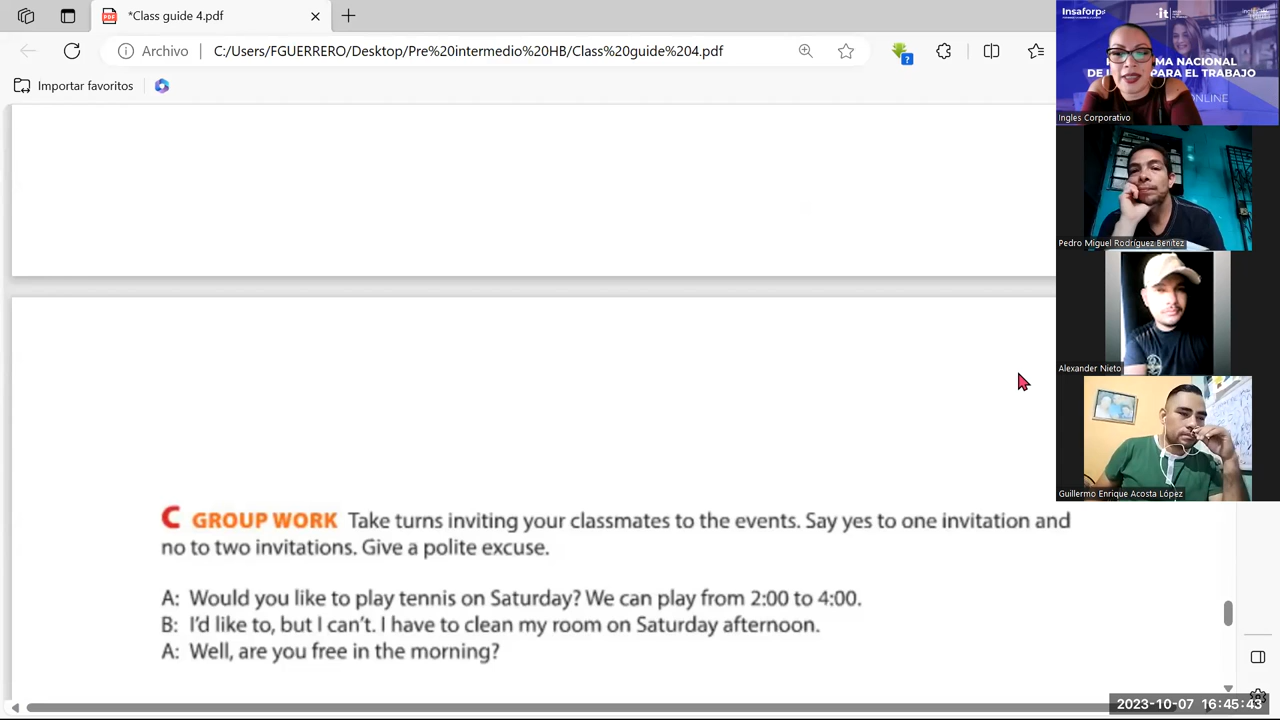 *Class guide 4.pdf
Archivo
C:/Users/FGUERRERO/Desktop/Pre%20intermedio%20HB/Class%20guide%204.pdf
Importar favoritos
Insaforp
MA NACIONAL
PARA EL TRABAJO
ONLINE
Ingles Corporativo
Pedro Miguel Rodríguez Benítez
Alexander Nieto
Guillermo Enrique Acosta López
C GROUP WORK Take turns inviting your classmates to the events. Say yes to one invitation and
no to two invitations. Give a polite excuse.
A: Would you like to play tennis on Saturday? We can play from 2:00 to 4:00.
B: I'd like to, but I can't. I have to clean my room on Saturday afternoon.
A: Well, are you free in the morning?
2023-10-07 16:45:43